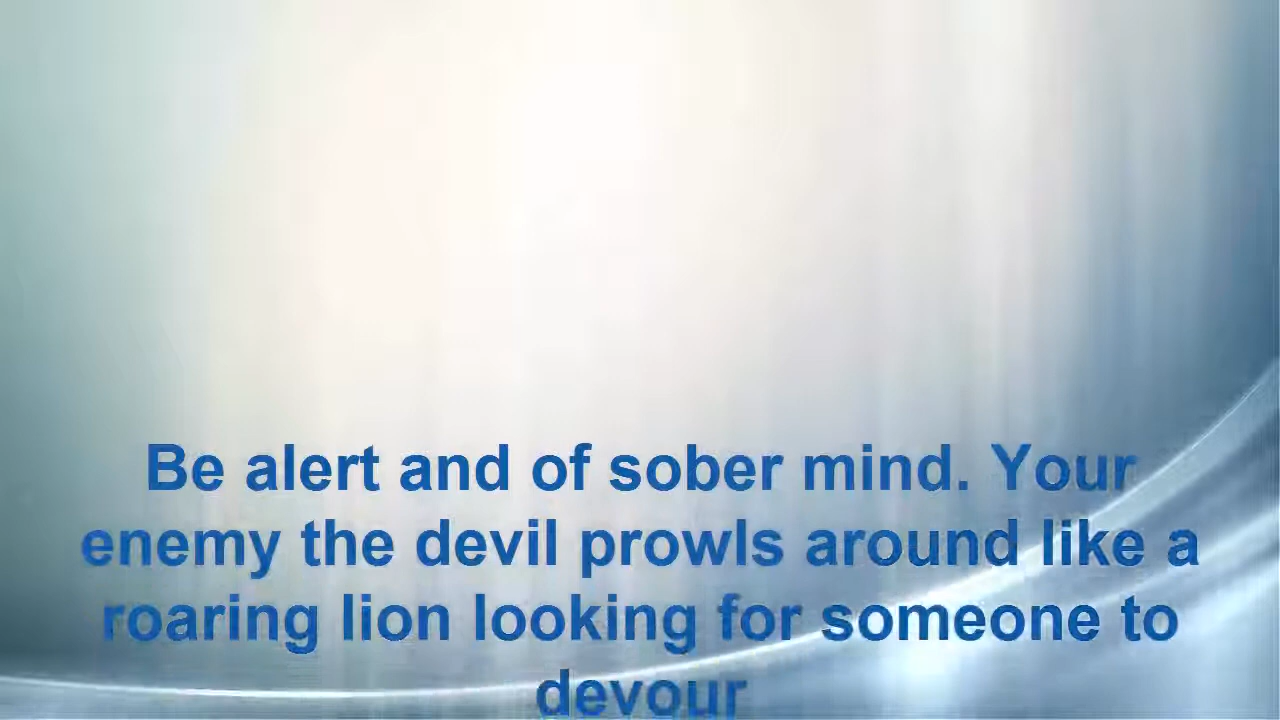 Be alert and of sober mind. Your
enemy the devil prowls around like a
roaring lion looking for someone to
devour